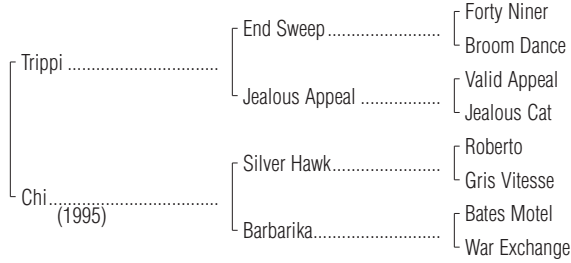 Forty Niner
End Sweep
Broom Dance
Trippi
Valid Appeal
Jealous Appeal
Jealous Cat
Roberto
Silver Hawk
Gris Vitesse
Chi
(1995)
Bates Motel
Barbarika
War Exchange